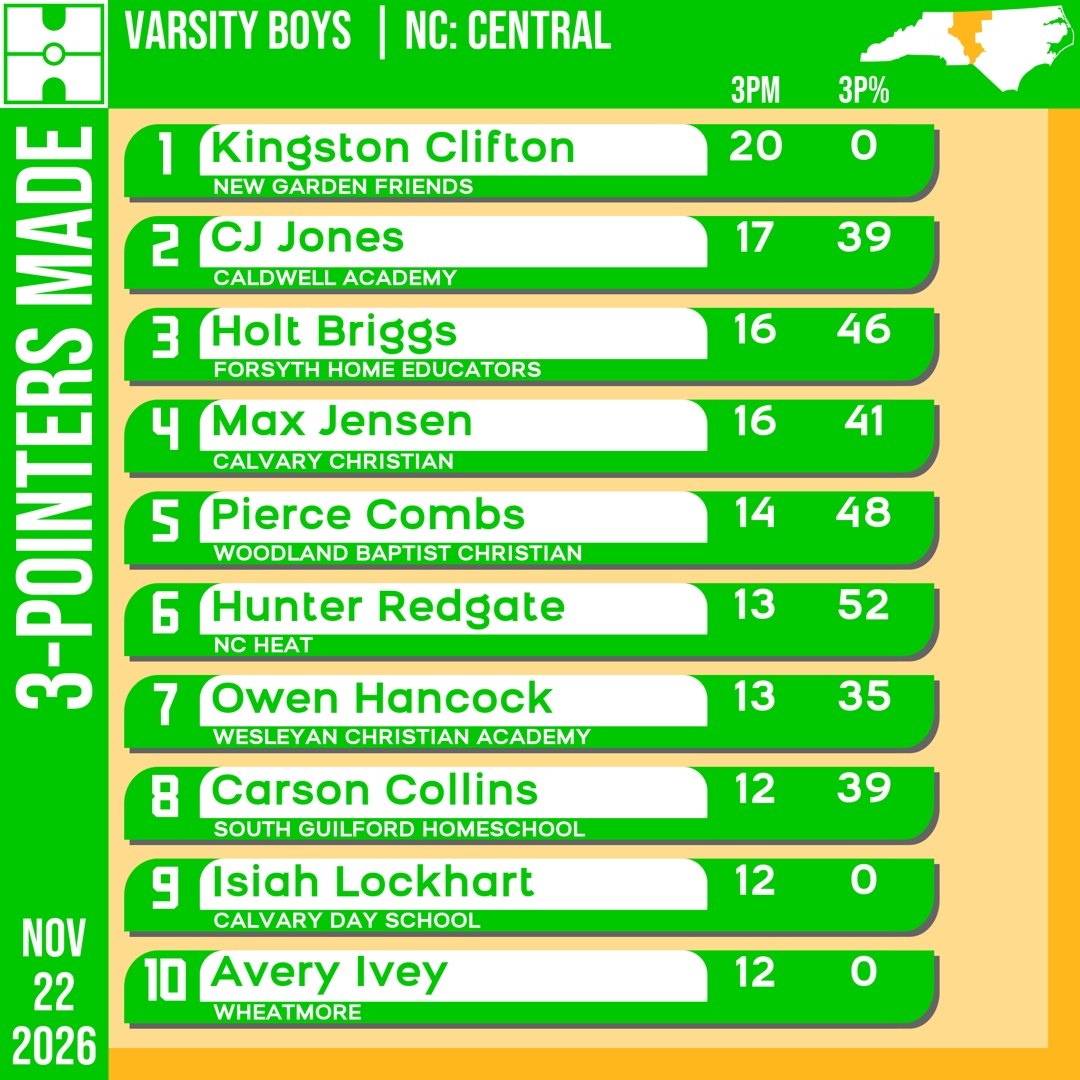 VARSITY BOYS | NC: CENTRAL
3PM 3P%
3-POINTERS MADE
1 Kingston Clifton 20 0
NEW GARDEN FRIENDS
2 CJ Jones 17 39
CALDWELL ACADEMY
3 Holt Briggs 16 46
FORSYTH HOME EDUCATORS
4 Max Jensen 16 41
CALVARY CHRISTIAN
5 Pierce Combs 14 48
WOODLAND BAPTIST CHRISTIAN
6 Hunter Redgate 13 52
NC HEAT
7 Owen Hancock 13 35
WESLEYAN CHRISTIAN ACADEMY
8 Carson Collins 12 39
SOUTH GUILFORD HOMESCHOOL
9 Isiah Lockhart 12 0
CALVARY DAY SCHOOL
10 Avery Ivey 12 0
WHEATMORE
NOV
22
2026